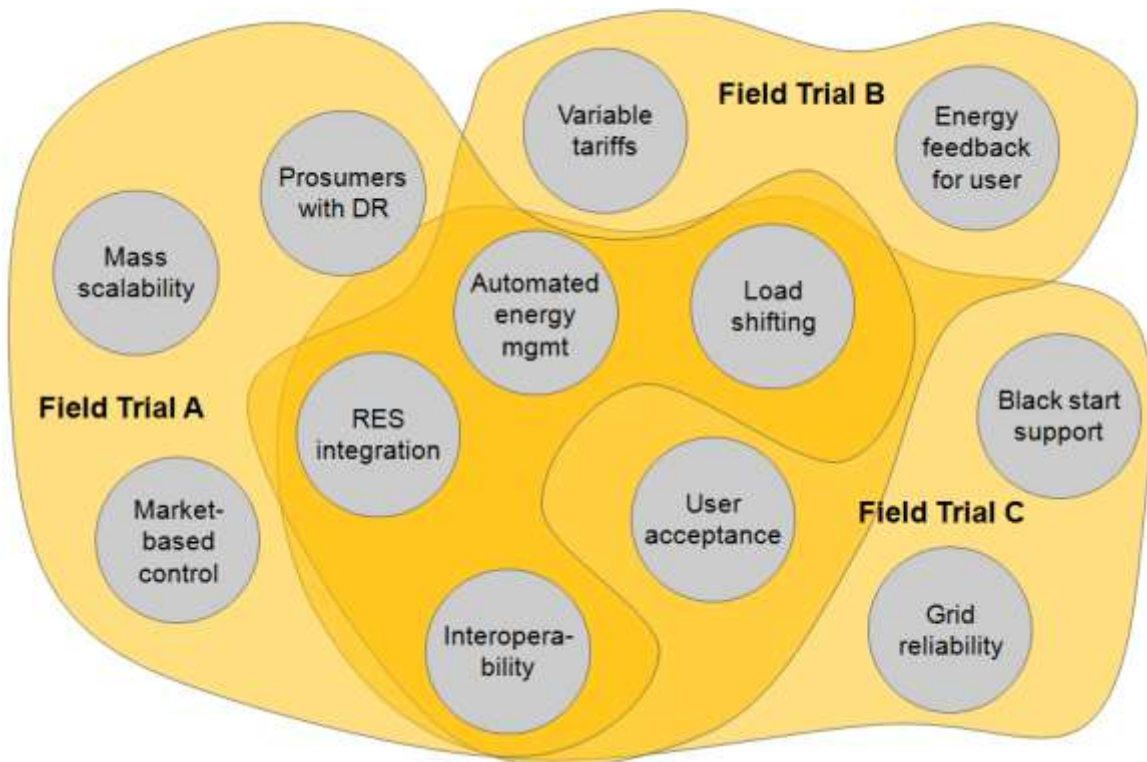 Field Trial B
Variable
tariffs
Energy
feedback
for user
Prosumers
with DR
Mass
scalability
Automated
energy
mgmt
Load
shifting
Field Trial A
RES
integration
Black start
support
Market-
based
control
User
acceptance
Field Trial C
Interopera-
bility
Grid
reliability